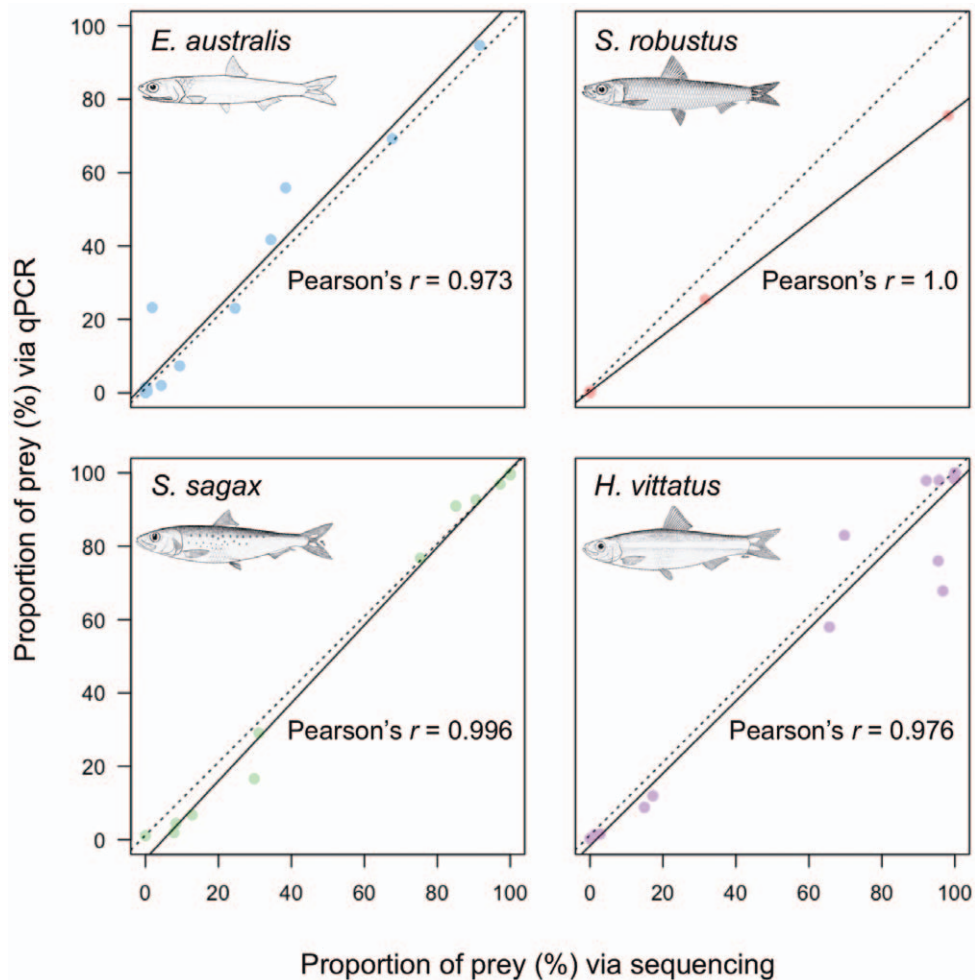 E. australis
S. robustus
Pearson's r = 0.973
Pearson's r = 1.0
100
80
60
40
20
0
S. sagax
H. vittatus
Pearson's r = 0.996
Pearson's r = 0.976
100
80
60
40
20
0
0 20 40 60 80 100
0 20 40 60 80 100
Proportion of prey (%) via qPCR
Proportion of prey (%) via sequencing